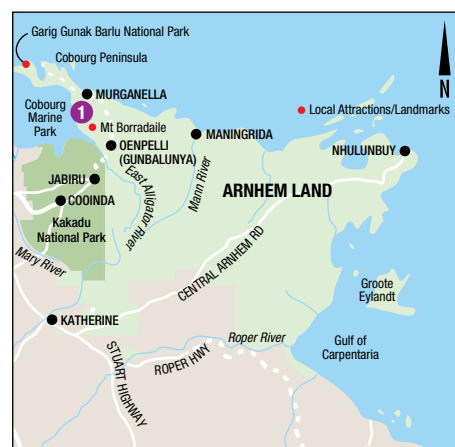 Garig Gunak Barlu National Park
Cobourg Peninsula
MURGANELLA
1
Cobourg
Marine
Park
Mt Borradaile
OENPELLI
(GUNBALUNYA)
MANINGRIDA
N
Local Attractions/Landmarks
NHULUNBUY
JABIRU
COOINDA
Kakadu
National Park
East Alligator River
Mann River
ARNHEM LAND
Mary River
CENTRAL ARNHEM RD
Groote
Eylandt
KATHERINE
STUART HIGHWAY
ROPER HWY
Roper River
Gulf of
Carpentaria